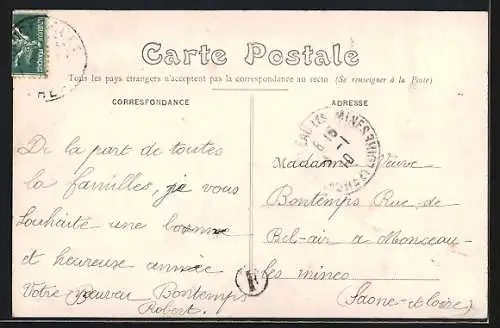 Carte Postale
Tous les pays étrangers n'acceptent pas la correspondance au recto (Se renseigner à la Poste)
CORRESPONDANCE
ADRESSE
De la part de toutes
la familles, je vous
souhaite une bonne
et heureuse année
Votre Bontemps
Robert.
Madame Veuve
Bontemps Rue de
Bel-air a Monceau-
les mines
(Saone-et-Loire)